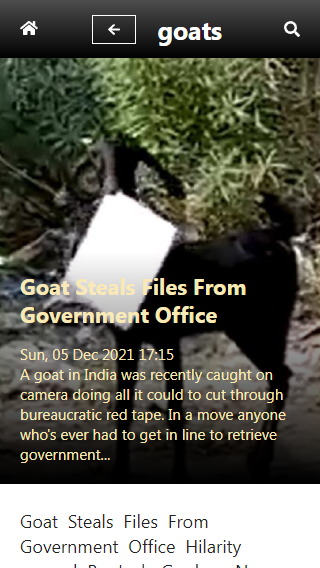 goats
Goat Steals Files From
Government Office
Sun, 05 Dec 2021 17:15
A goat in India was recently caught on
camera doing all it could to cut through
bureaucratic red tape. In a move anyone
who's ever had to get in line to retrieve
government...
Goat Steals Files From
Government Office Hilarity